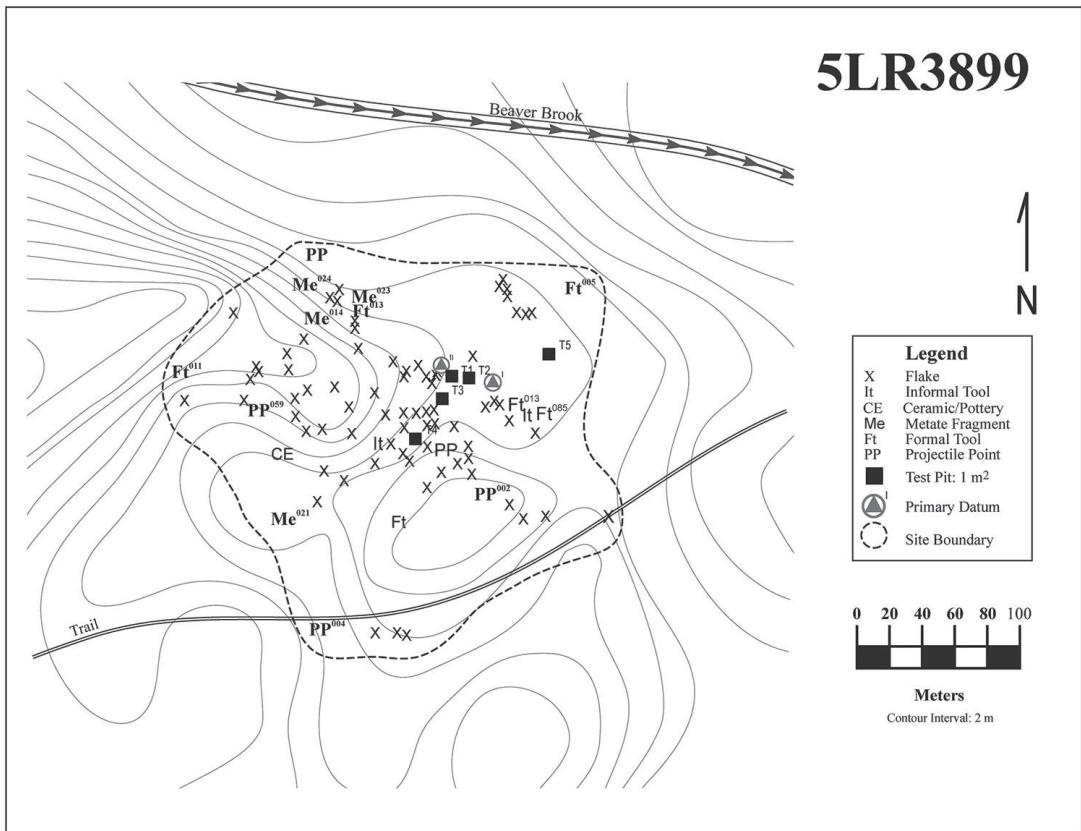 5LR3899
Beaver Brook
N
PP
Me024
Me023
Ft005
Ft013
Me014
II
T5
Ft011
T1
T2
I
T3
PP059
Ft013
It Ft085
T4
It
PP
CE
PP002
Me021
Ft
PP004
Trail
Legend
X Flake
It Informal Tool
CE Ceramic/Pottery
Me Metate Fragment
Ft Formal Tool
PP Projectile Point
Test Pit: 1 m2
I Primary Datum
Site Boundary
0 20 40 60 80 100
Meters
Contour Interval: 2 m